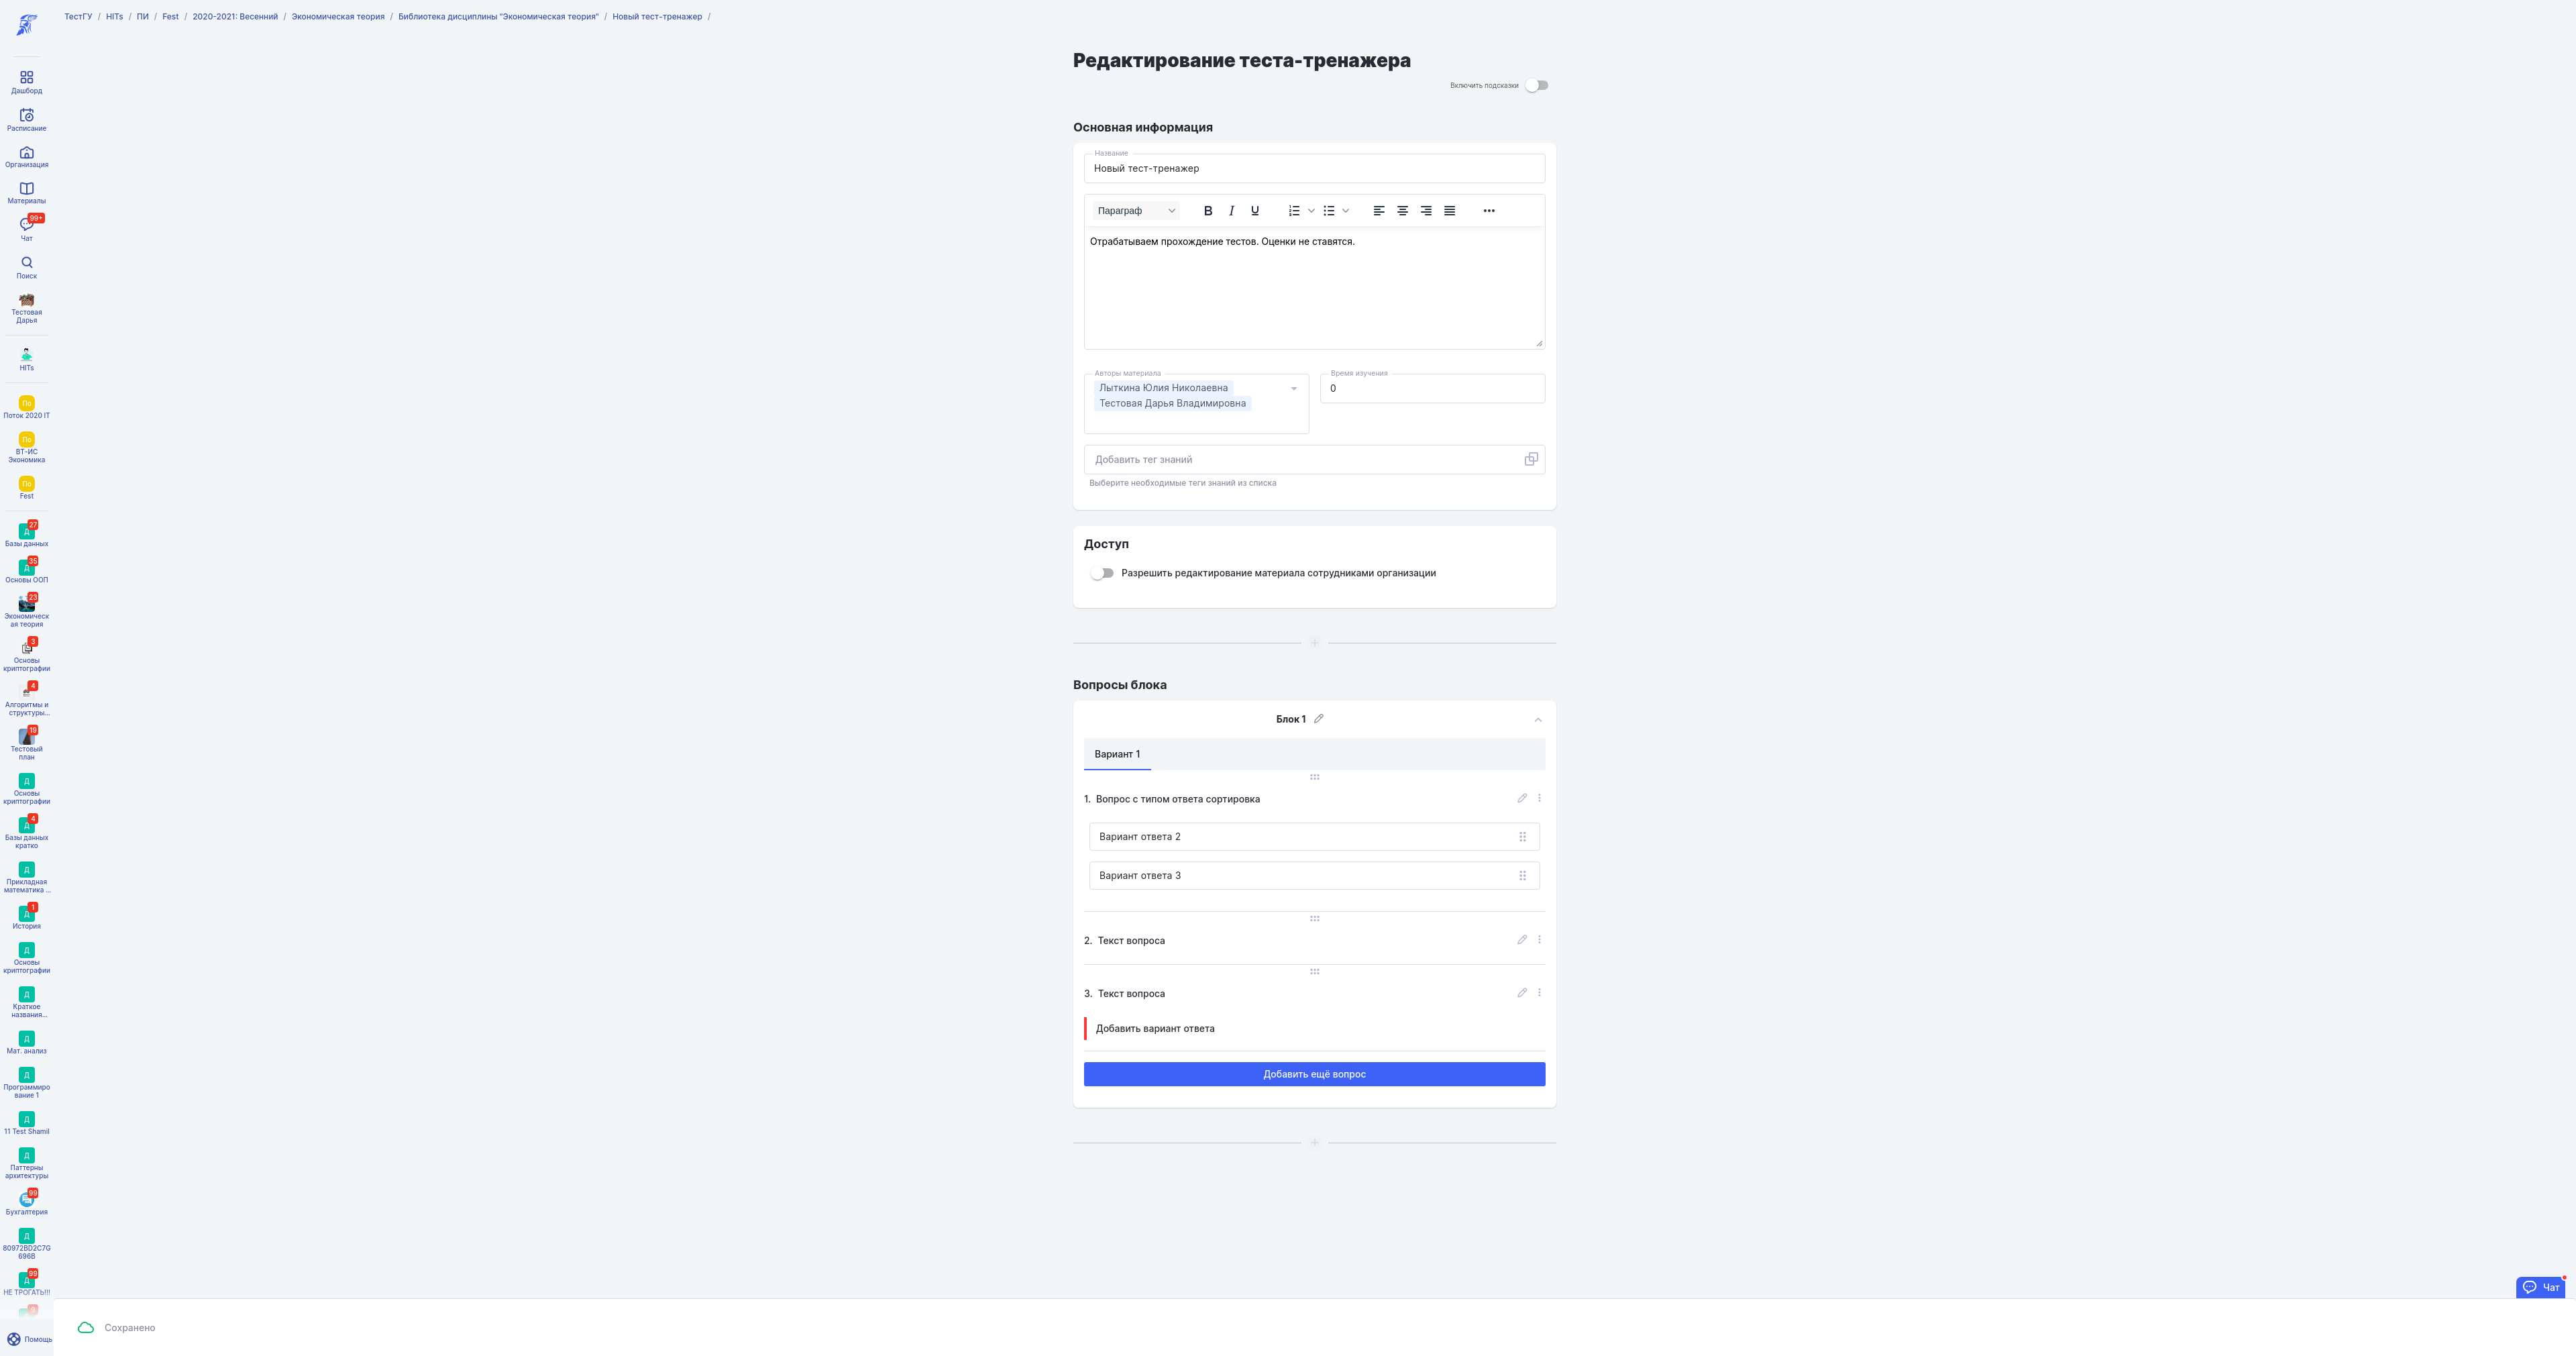 ТестГУ / HITs / ПИ / Fest / 2020-2021: Весенний / Экономическая теория / Библиотека дисциплины "Экономическая теория" / Новый тест-тренажер /
Дашборд
Расписание
Организация
Материалы
99+
Чат
Поиск
Тестовая
Дарья
HITs
По
Поток 2020 IT
По
ВТ-ИС
Экономика
По
Fest
27
Д
Базы данных
35
Д
Основы ООП
23
Экономическ
ая теория
3
Основы
криптографии
4
Алгоритмы и
структуры...
19
Тестовый
план
Д
Основы
криптографии
4
Д
Базы данных
кратко
Д
Прикладная
математика ...
1
Д
История
Д
Основы
криптографии
Д
Краткое
названия...
Д
Мат. анализ
Д
Программиро
вание 1
Д
11 Test Shamil
Д
Паттерны
архитектуры
99
Бухгалтерия
Д
80972BD2C7G
696B
99
Д
НЕ ТРОГАТЬ!!!
Помощь
Редактирование теста-тренажера
Включить подсказки
Основная информация
Название
Новый тест-тренажер
Параграф B I U
Отрабатываем прохождение тестов. Оценки не ставятся.
Авторы материала
Лыткина Юлия Николаевна
Тестовая Дарья Владимировна
Время изучения
0
Добавить тег знаний
Выберите необходимые теги знаний из списка
Доступ
Разрешить редактирование материала сотрудниками организации
Вопросы блока
Блок 1
Вариант 1
1. Вопрос с типом ответа сортировка
Вариант ответа 2
Вариант ответа 3
2. Текст вопроса
3. Текст вопроса
Добавить вариант ответа
Добавить ещё вопрос
Чат
Сохранено